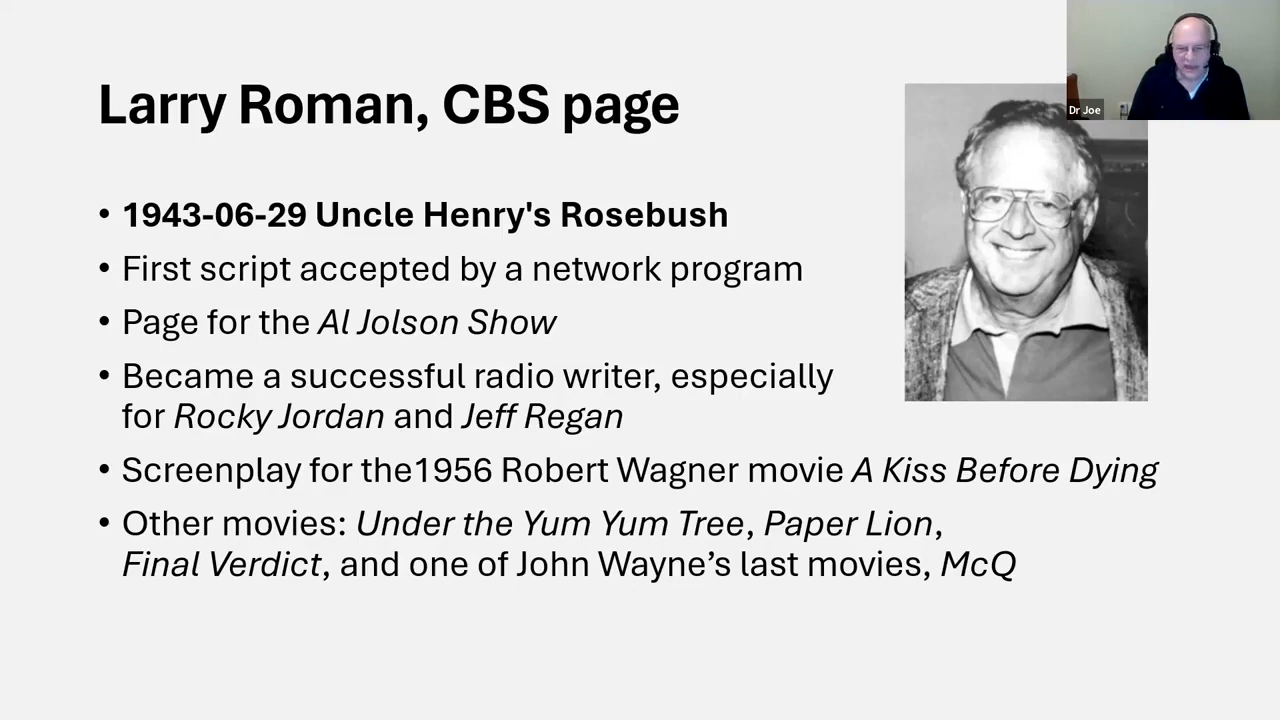 Larry Roman, CBS page
Dr Joe
• 1943-06-29 Uncle Henry's Rosebush
• First script accepted by a network program
• Page for the Al Jolson Show
• Became a successful radio writer, especially
for Rocky Jordan and Jeff Regan
• Screenplay for the1956 Robert Wagner movie A Kiss Before Dying
• Other movies: Under the Yum Yum Tree, Paper Lion,
Final Verdict, and one of John Wayne’s last movies, McQ